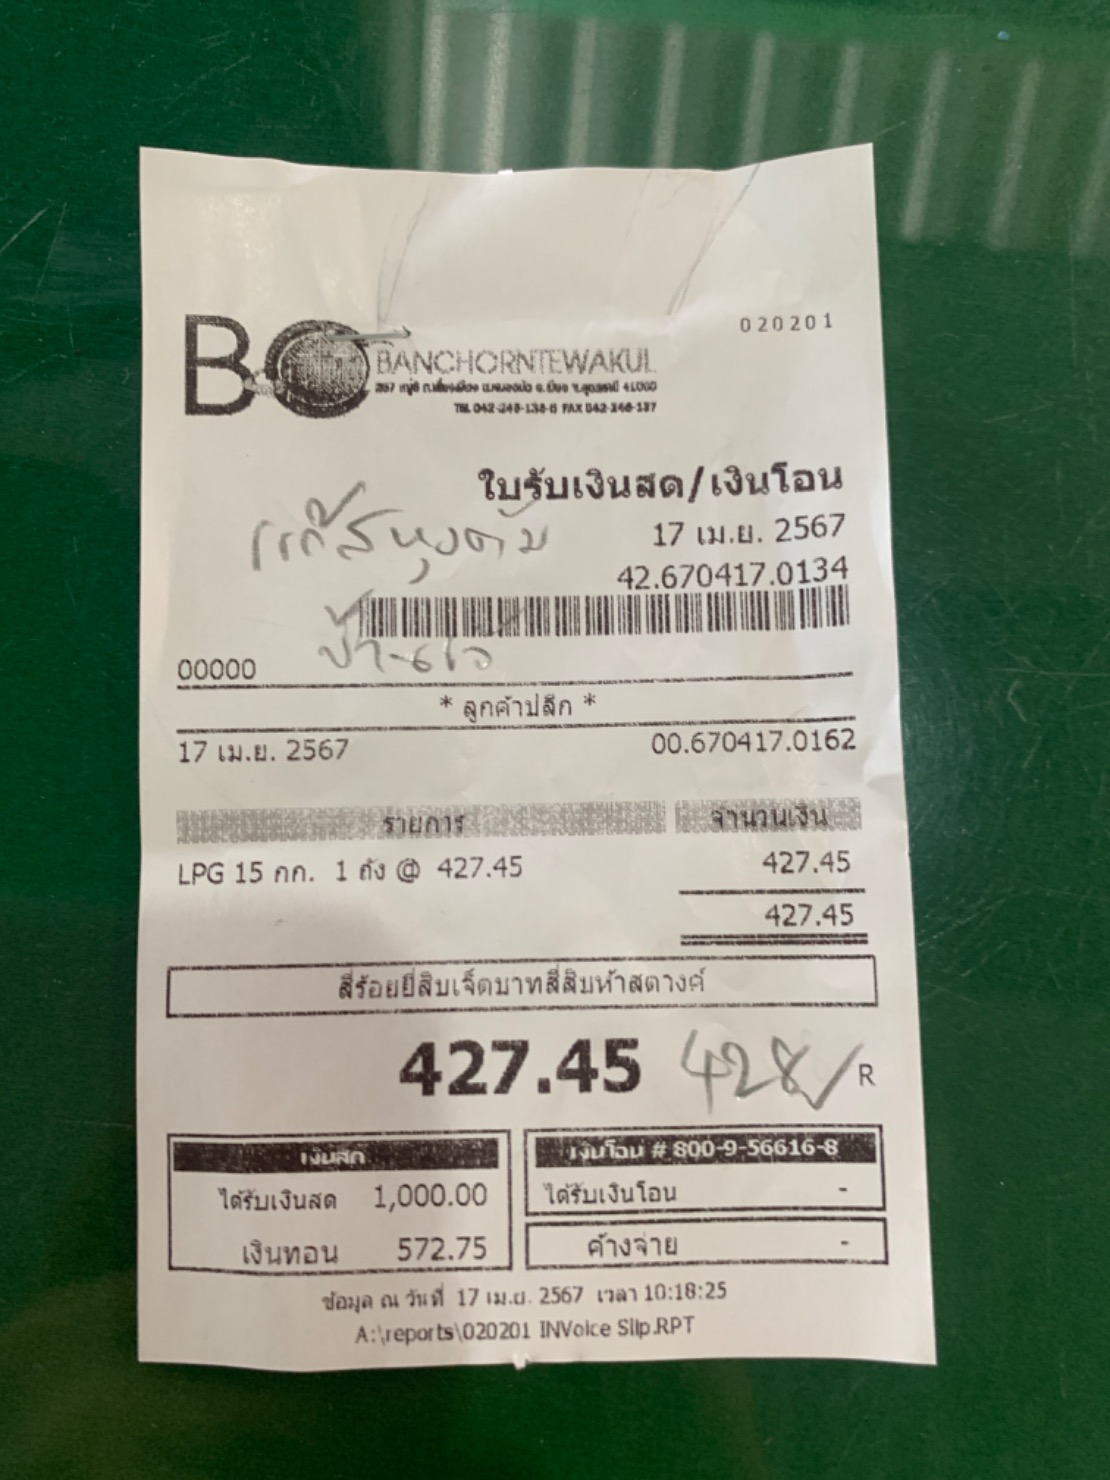 020201
BO
BANCHORNTEWAKUL
ใบรับเงินสด/เงินโอน
17 เม.ย. 2567
แก๊สหุงต้ม
42.670417.0134
00000
* ลูกค้าปลีก *
17 เม.ย. 2567 00.670417.0162
รายการ จำนวนเงิน
LPG 15 กก. 1 ถัง @ 427.45 427.45
427.45
สี่ร้อยยี่สิบเจ็ดบาทสี่สิบห้าสตางค์
427.45 428/ R
เงินสด เงินโอน # 800-9-56616-8
ได้รับเงินสด 1,000.00 ได้รับเงินโอน -
เงินทอน 572.75 ค้างจ่าย -
ข้อมูล ณ วันที่ 17 เม.ย. 2567 เวลา 10:18:25
A:\reports\020201 INVoice Slip.RPT